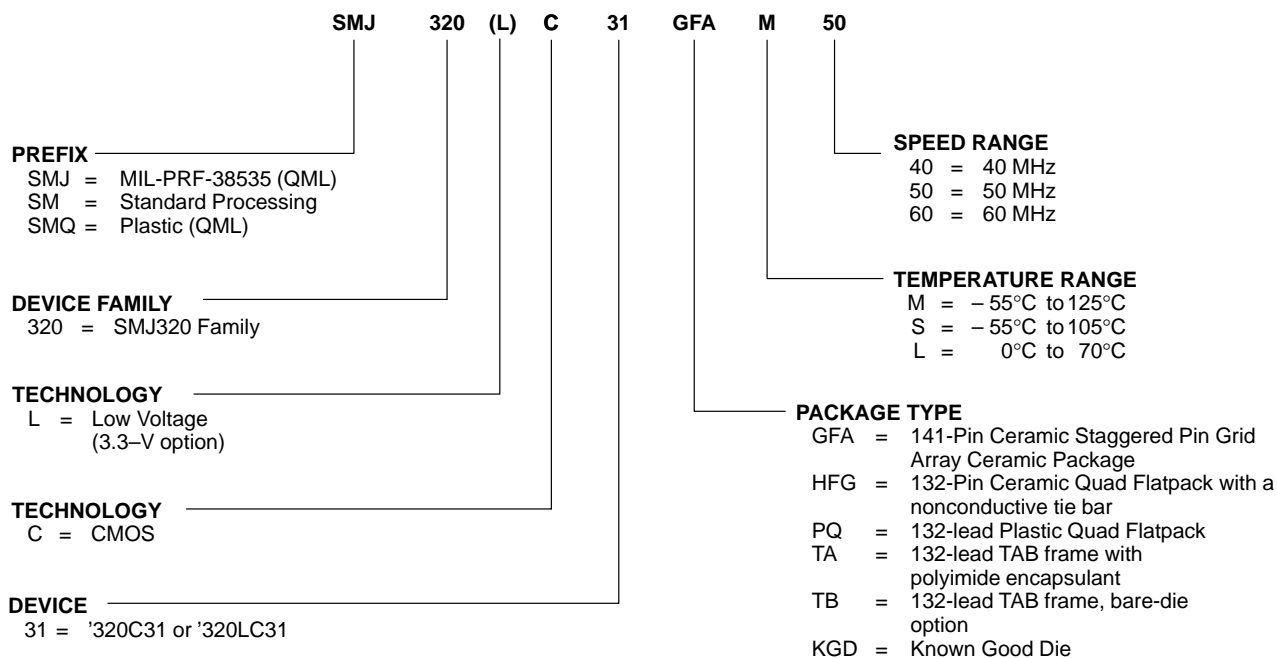 SMJ 320 (L) C 31 GFA M 50
PREFIX
SMJ = MIL-PRF-38535 (QML)
SM = Standard Processing
SMQ = Plastic (QML)
DEVICE FAMILY
320 = SMJ320 Family
TECHNOLOGY
L = Low Voltage
(3.3–V option)
TECHNOLOGY
C = CMOS
DEVICE
31 = ’320C31 or ’320LC31
SPEED RANGE
40 = 40 MHz
50 = 50 MHz
60 = 60 MHz
TEMPERATURE RANGE
M = – 55°C to 125°C
S = – 55°C to 105°C
L = 0°C to 70°C
PACKAGE TYPE
GFA = 141-Pin Ceramic Staggered Pin Grid
Array Ceramic Package
HFG = 132-Pin Ceramic Quad Flatpack with a
nonconductive tie bar
PQ = 132-lead Plastic Quad Flatpack
TA = 132-lead TAB frame with
polyimide encapsulant
TB = 132-lead TAB frame, bare-die
option
KGD = Known Good Die